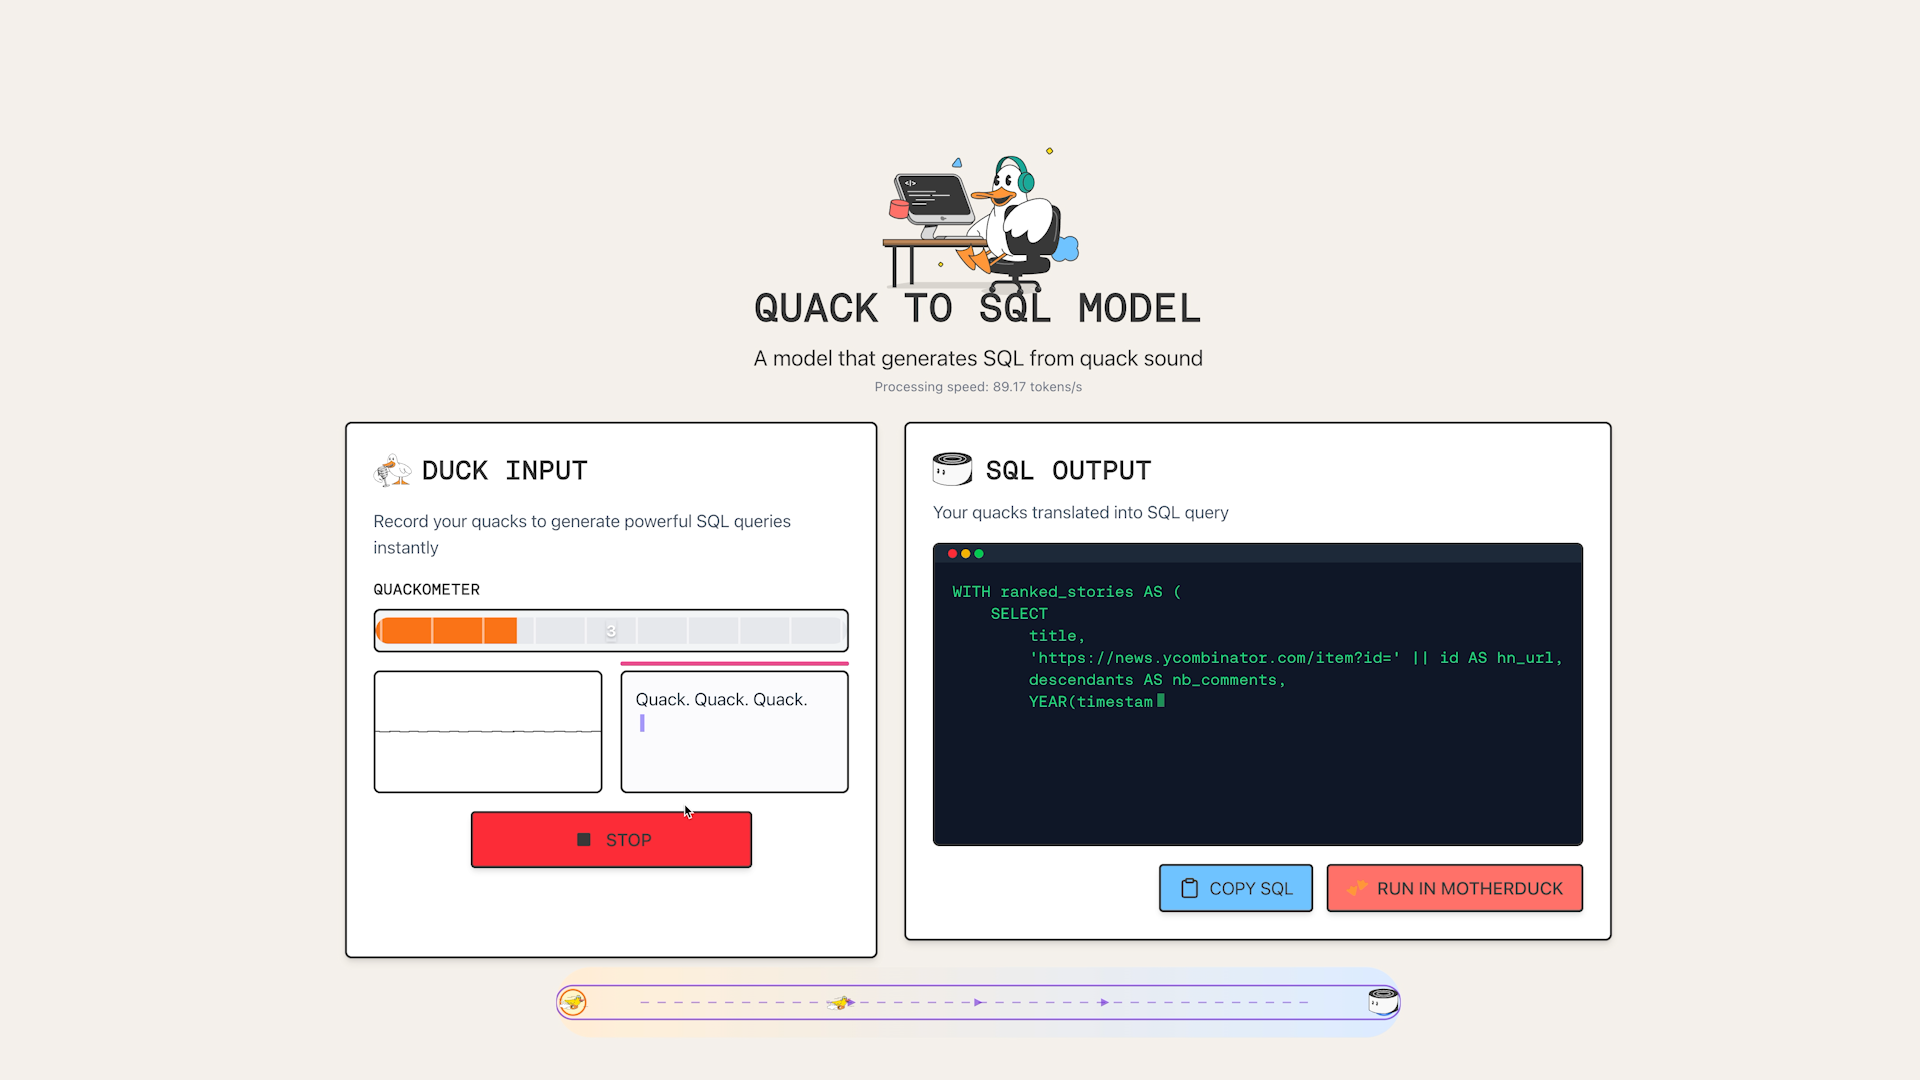 </>
QUACK TO SQL MODEL
A model that generates SQL from quack sound
Processing speed: 89.17 tokens/s
DUCK INPUT
Record your quacks to generate powerful SQL queries
instantly
QUACKOMETER
3
Quack. Quack. Quack.
STOP
SQL OUTPUT
Your quacks translated into SQL query
WITH ranked_stories AS (
    SELECT
        title,
        'https://news.ycombinator.com/item?id=' || id AS hn_url,
        descendants AS nb_comments,
        YEAR(timestam
COPY SQL
RUN IN MOTHERDUCK